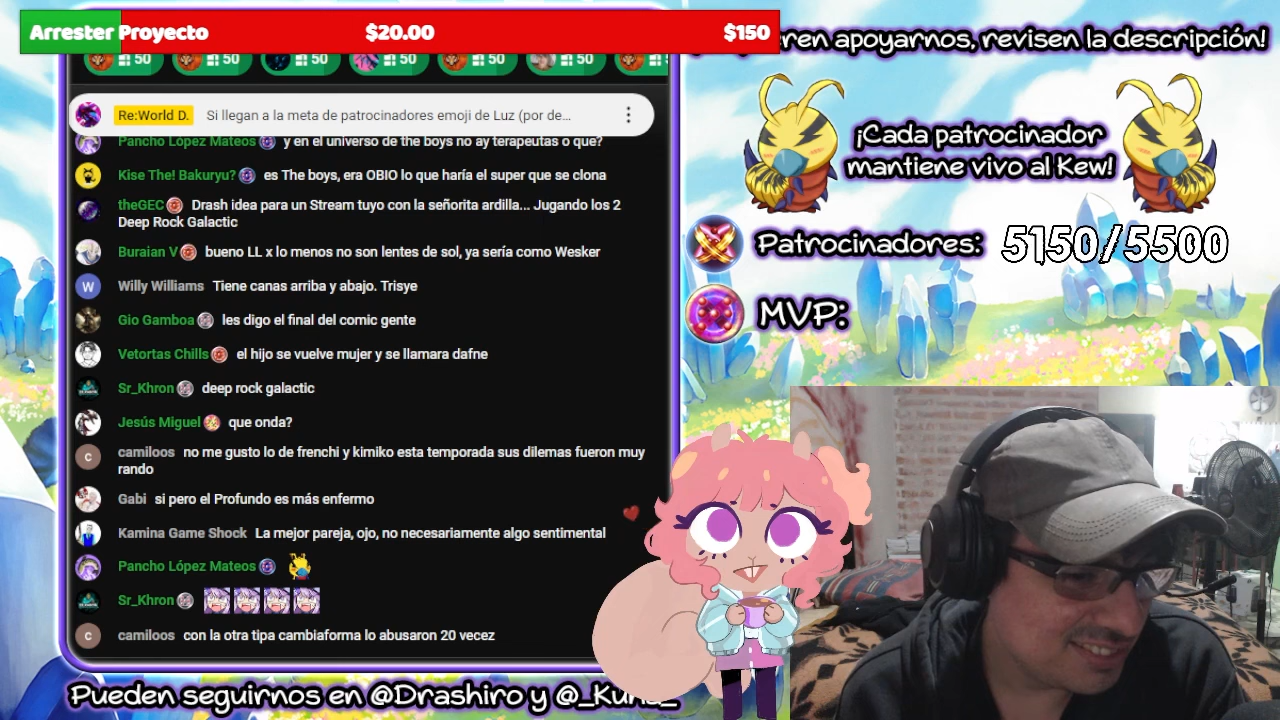 Arrester Proyecto $20.00 $150
eren apoyarnos, revisen la descripción!
50 50 50 50 50 50
Re:World D. Si llegan a la meta de patrocinadores emoji de Luz (por de...
Pancho López Mateos y en el universo de the boys no ay terapeutas o que?
Kise The! Bakuryu? es The boys, era OBIO lo que haría el super que se clona
theGEC Drash idea para un Stream tuyo con la señorita ardilla... Jugando los 2
Deep Rock Galactic
Buraian V bueno LL x lo menos no son lentes de sol, ya sería como Wesker
W Willy Williams Tiene canas arriba y abajo. Trisye
Gio Gamboa les digo el final del comic gente
Vetortas Chills el hijo se vuelve mujer y se llamara dafne
Sr_Khron deep rock galactic
Jesús Miguel que onda?
c camiloos no me gusto lo de frenchi y kimiko esta temporada sus dilemas fueron muy
rando
Gabi si pero el Profundo es más enfermo
Kamina Game Shock La mejor pareja, ojo, no necesariamente algo sentimental
Pancho López Mateos
Sr_Khron
c camiloos con la otra tipa cambiaforma lo abusaron 20 vecez
¡Cada patrocinador
mantiene vivo al Kew!
Patrocinadores: 5150/5500
MVP:
Pueden seguirnos en @Drashiro y